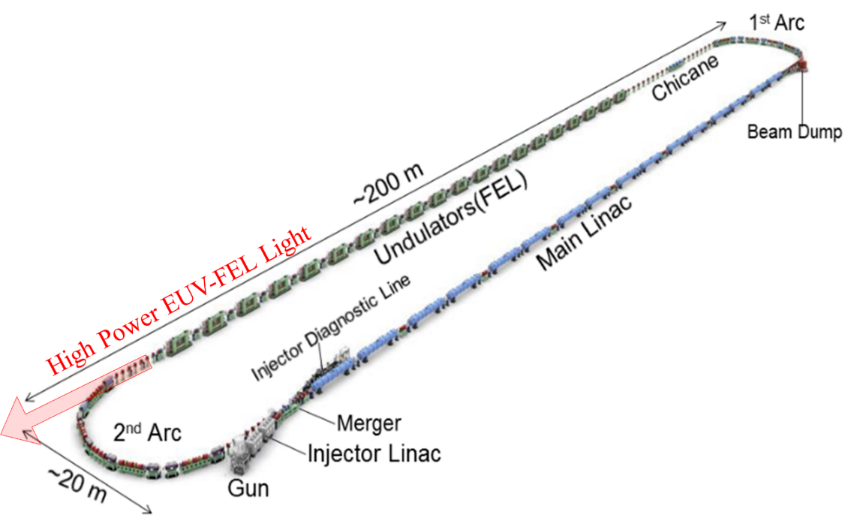 1st Arc
Chicane
Beam Dump
~200 m
Undulators(FEL)
Main Linac
High Power EUV-FEL Light
Injector Diagnostic Line
2nd Arc
Merger
Injector Linac
Gun
~20 m